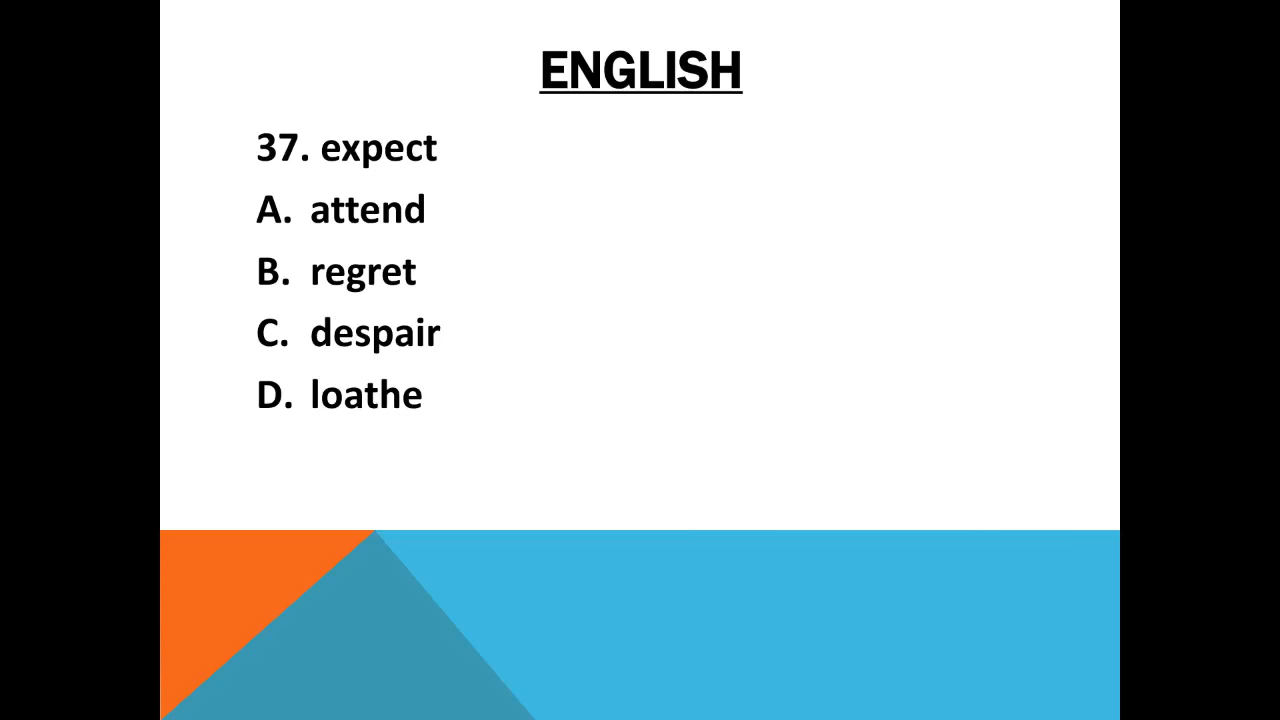 ENGLISH
37. expect
A. attend
B. regret
C. despair
D. loathe